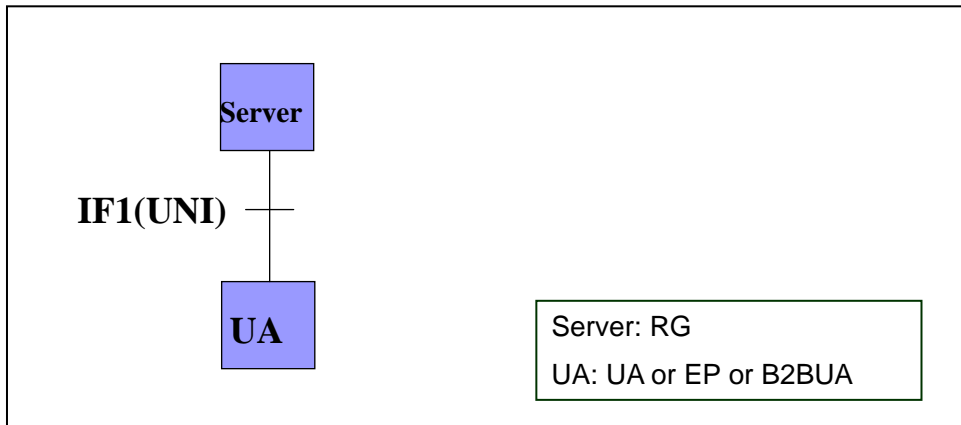 Server
IF1(UNI)
UA
Server: RG
UA: UA or EP or B2BUA